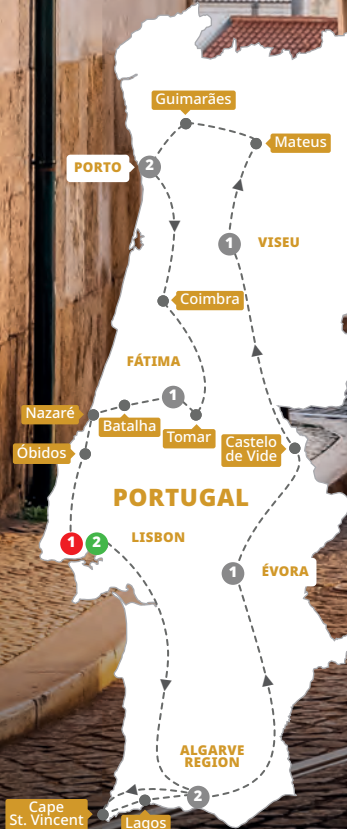 Guimarães
Mateus
PORTO
2
1
VISEU
Coimbra
FÁTIMA
1
Nazaré
Batalha
Tomar
Castelo
de Vide
Óbidos
PORTUGAL
1
2
LISBON
1
ÉVORA
ALGARVE
REGION
2
Cape
St. Vincent
Lagos